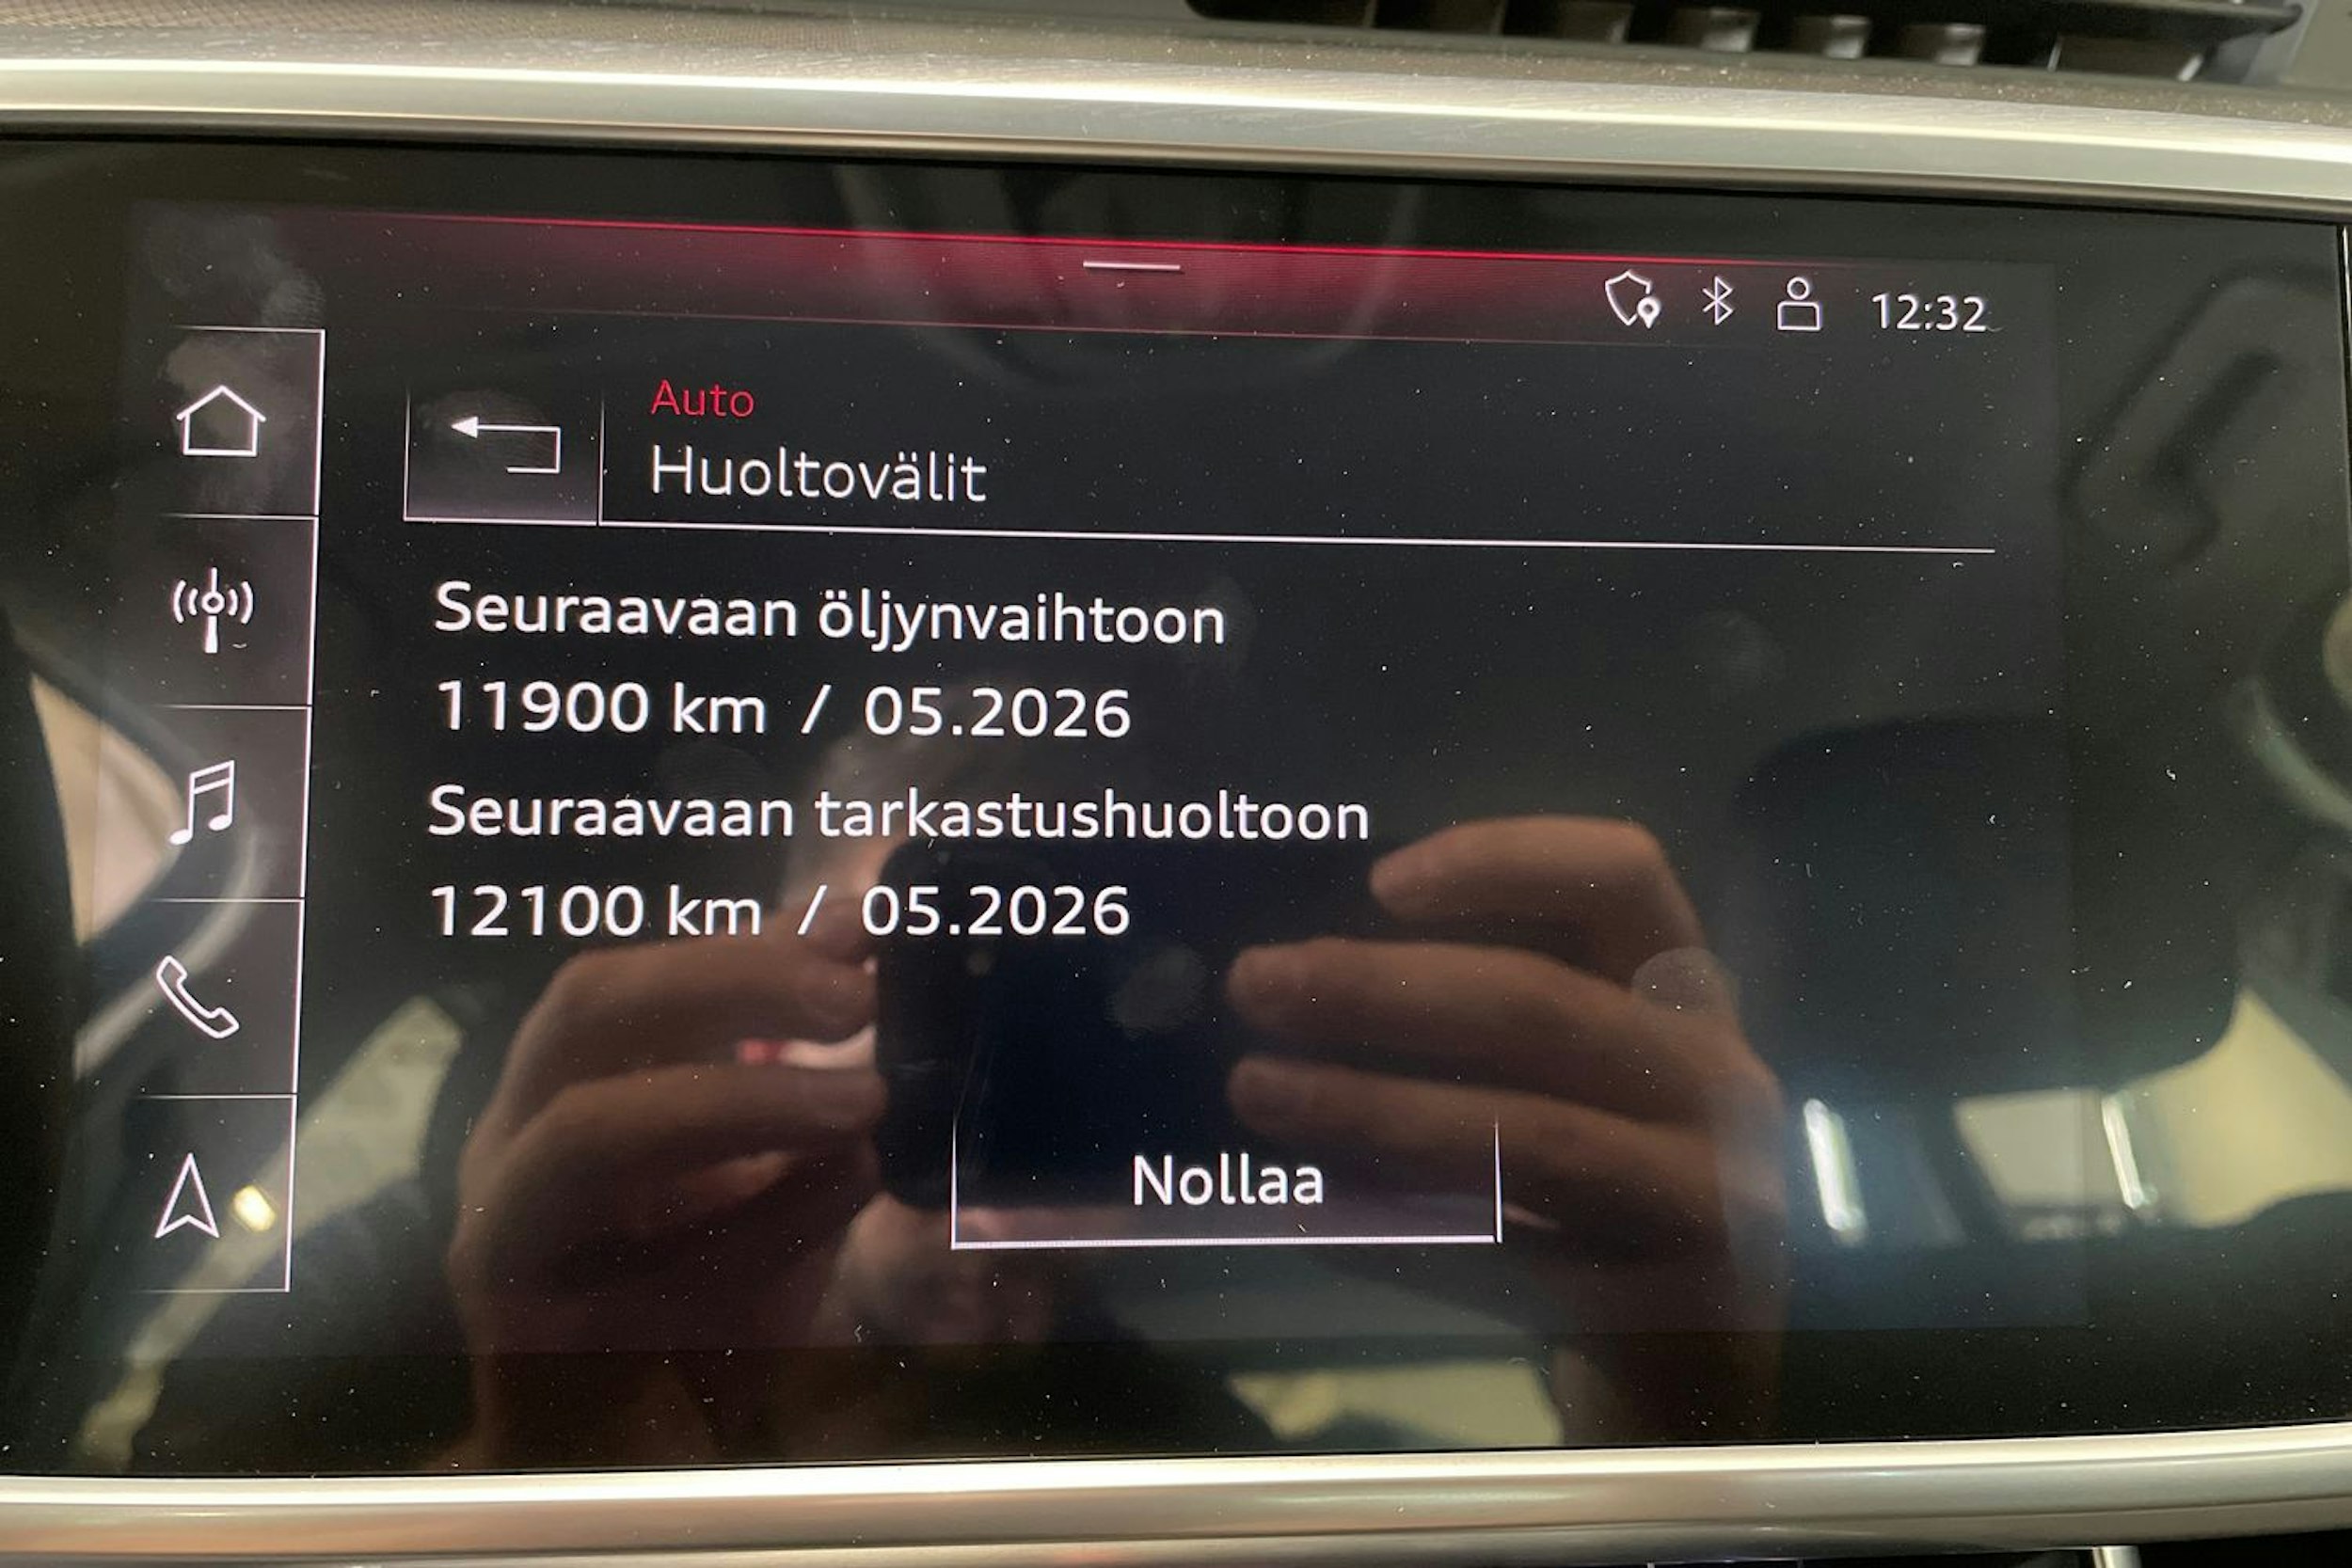 12:32
Auto
Huoltovälit
Seuraavaan öljynvaihtoon
11900 km / 05.2026
Seuraavaan tarkastushuoltoon
12100 km / 05.2026
Nollaa